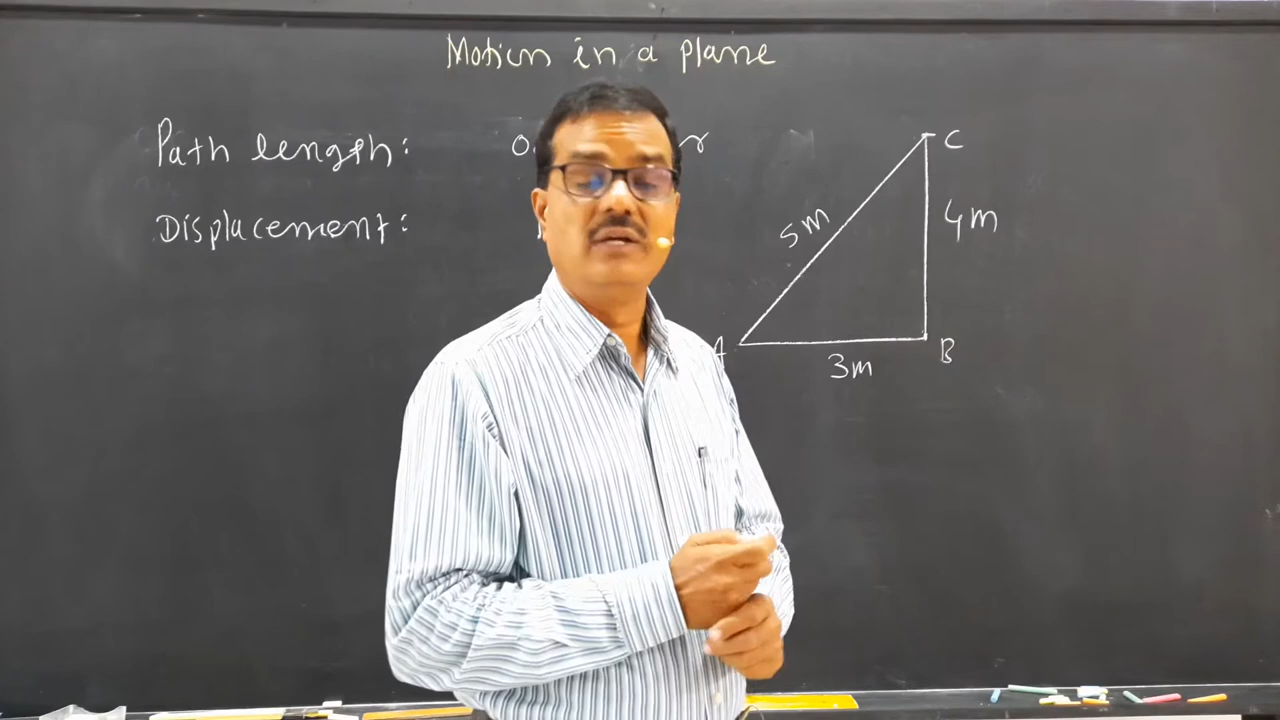 Motion in a plane
Path length:
Displacement:
C
5m
4m
A
B
3m